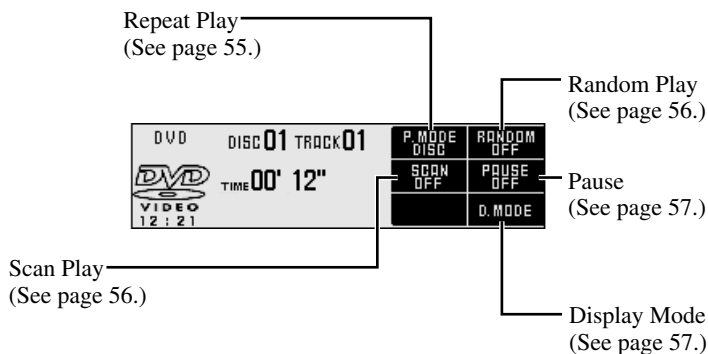 Repeat Play
(See page 55.)
Random Play
(See page 56.)
DVD DISC 01 TRACK 01
P.MODE DISC
RANDOM OFF
DVD VIDEO
TIME 00' 12"
SCAN OFF
PAUSE OFF
12:21
D.MODE
Pause
(See page 57.)
Scan Play
(See page 56.)
Display Mode
(See page 57.)